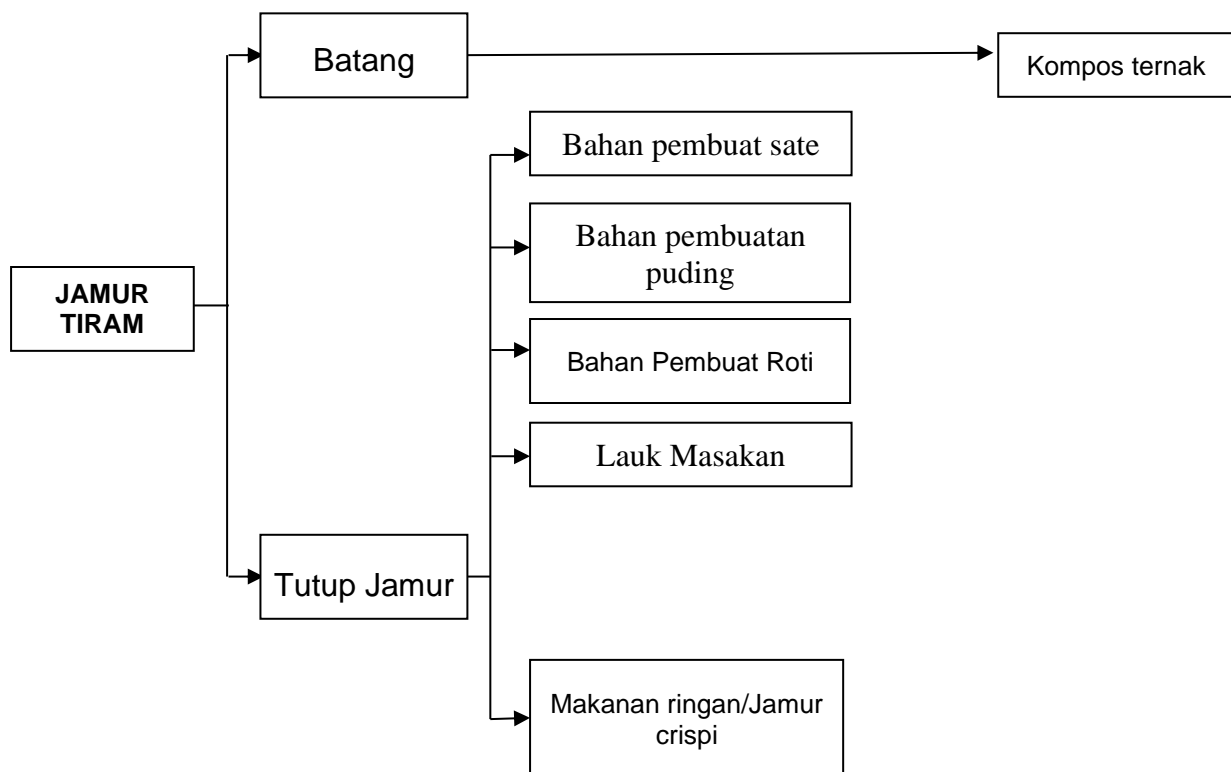 Batang
Kompos ternak
Bahan pembuat sate
Bahan pembuatan
puding
JAMUR
TIRAM
Bahan Pembuat Roti
Lauk Masakan
Tutup Jamur
Makanan ringan/Jamur
crispi